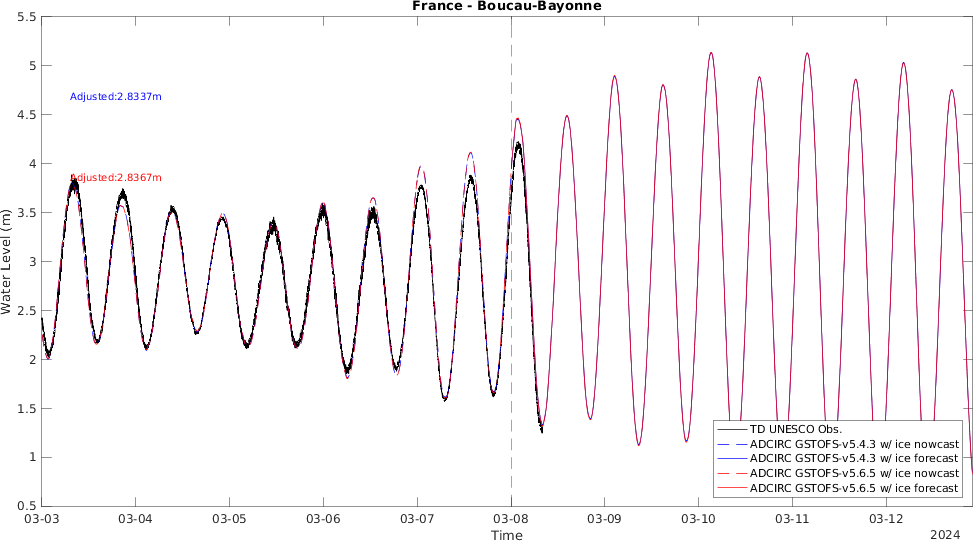 France - Boucau-Bayonne
5.5
5
4.5
4
3.5
3
2.5
2
1.5
1
0.5
Water Level (m)
Adjusted:2.8337m
Adjusted:2.8367m
TD UNESCO Obs.
ADCIRC GSTOFS-v5.4.3 w/ ice nowcast
ADCIRC GSTOFS-v5.4.3 w/ ice forecast
ADCIRC GSTOFS-v5.6.5 w/ ice nowcast
ADCIRC GSTOFS-v5.6.5 w/ ice forecast
03-03 03-04 03-05 03-06 03-07 03-08 03-09 03-10 03-11 03-12
Time
2024